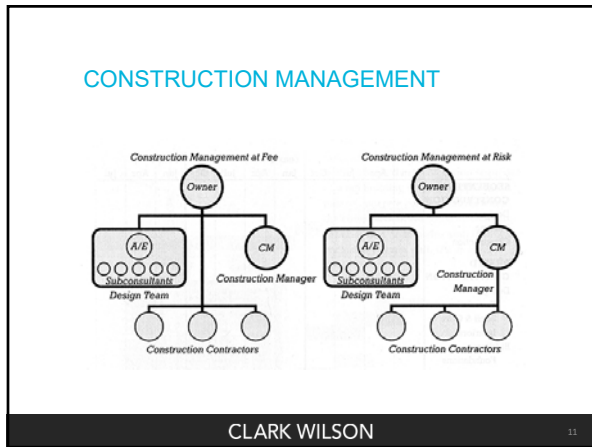 CONSTRUCTION MANAGEMENT
Construction Management at Fee
Owner
A/E
Subconsultants
Design Team
CM
Construction Manager
Construction Contractors
Construction Management at Risk
Owner
A/E
Subconsultants
Design Team
CM
Construction
Manager
Construction Contractors
CLARK WILSON
11